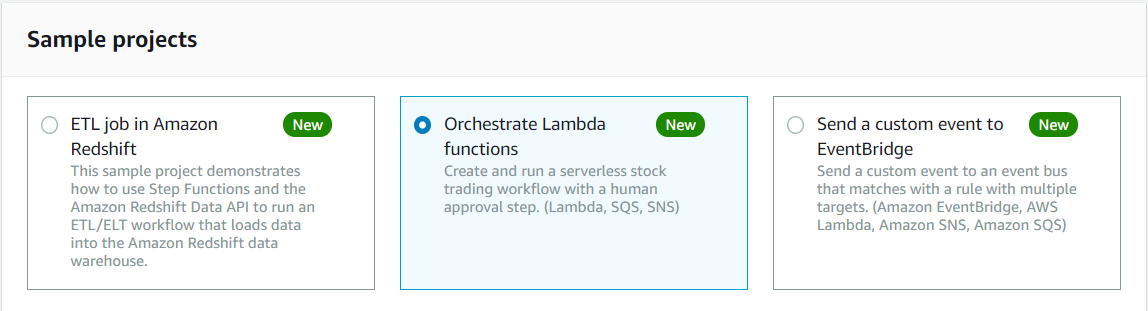 Sample projects
ETL job in Amazon
Redshift
New
This sample project demonstrates
how to use Step Functions and the
Amazon Redshift Data API to run an
ETL/ELT workflow that loads data
into the Amazon Redshift data
warehouse.
Orchestrate Lambda
functions
New
Create and run a serverless stock
trading workflow with a human
approval step. (Lambda, SQS, SNS)
Send a custom event to
EventBridge
New
Send a custom event to an event bus
that matches with a rule with multiple
targets. (Amazon EventBridge, AWS
Lambda, Amazon SNS, Amazon SQS)